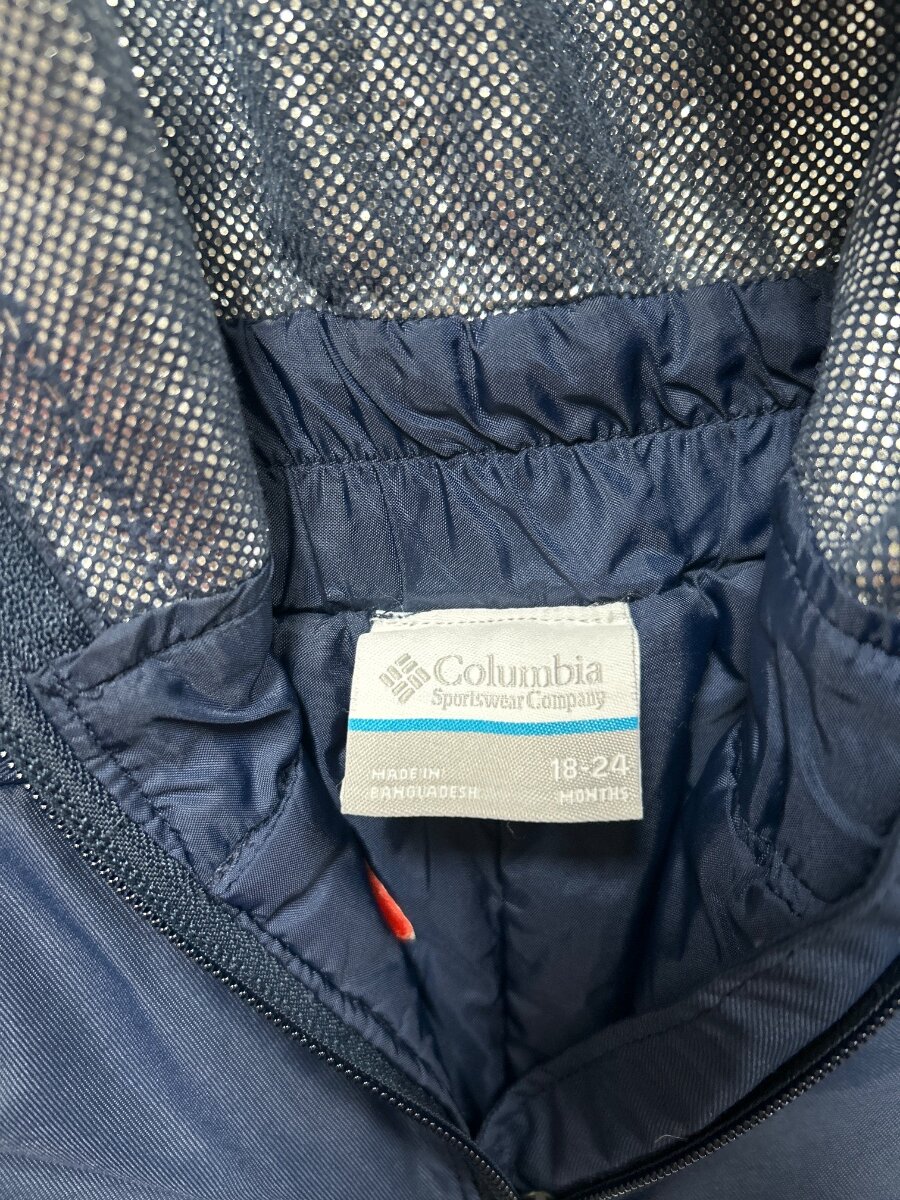 Columbia
Sportswear Company
18-24
MADE IN
BANGLADESH
MONTHS